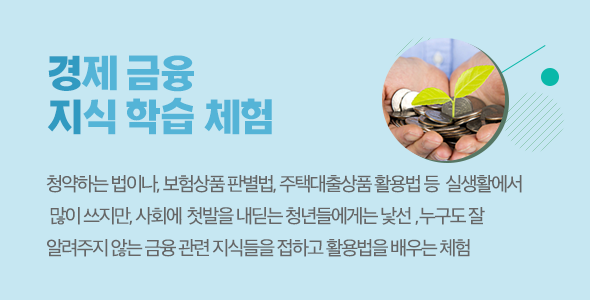 경제 금융
지식 학습 체험
청약하는 법이나, 보험상품 판별법, 주택대출상품 활용법 등 실생활에서
많이 쓰지만, 사회에 첫발을 내딛는 청년들에게는 낯선 ,누구도 잘
알려주지 않는 금융 관련 지식들을 접하고 활용법을 배우는 체험